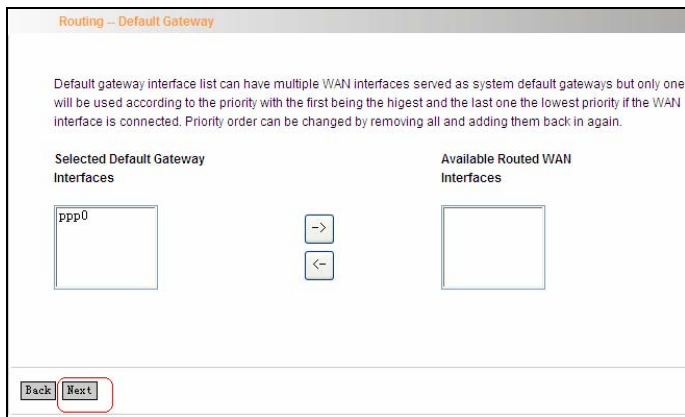 Routing -- Default Gateway
Default gateway interface list can have multiple WAN interfaces served as system default gateways but only one
will be used according to the priority with the first being the higest and the last one the lowest priority if the WAN
interface is connected. Priority order can be changed by removing all and adding them back in again.
Selected Default Gateway
Interfaces
Available Routed WAN
Interfaces
ppp0
->
<-
Back Next